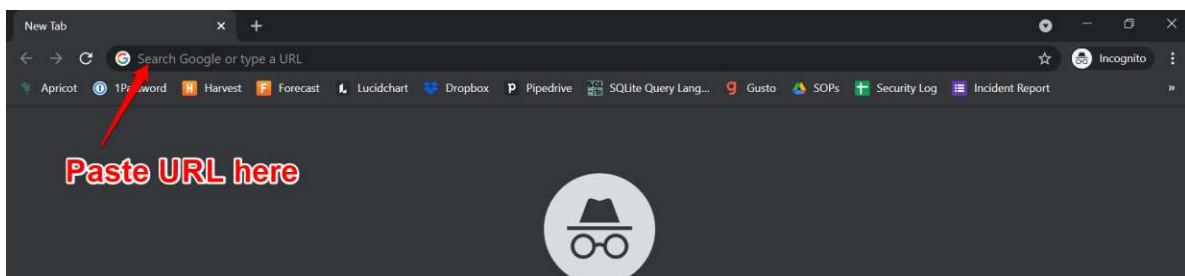 New Tab
Search Google or type a URL
Incognito
Apricot 1Password Harvest Forecast Lucidchart Dropbox Pipedrive SQLite Query Lang... Gusto SOPs Security Log Incident Report »
Paste URL here